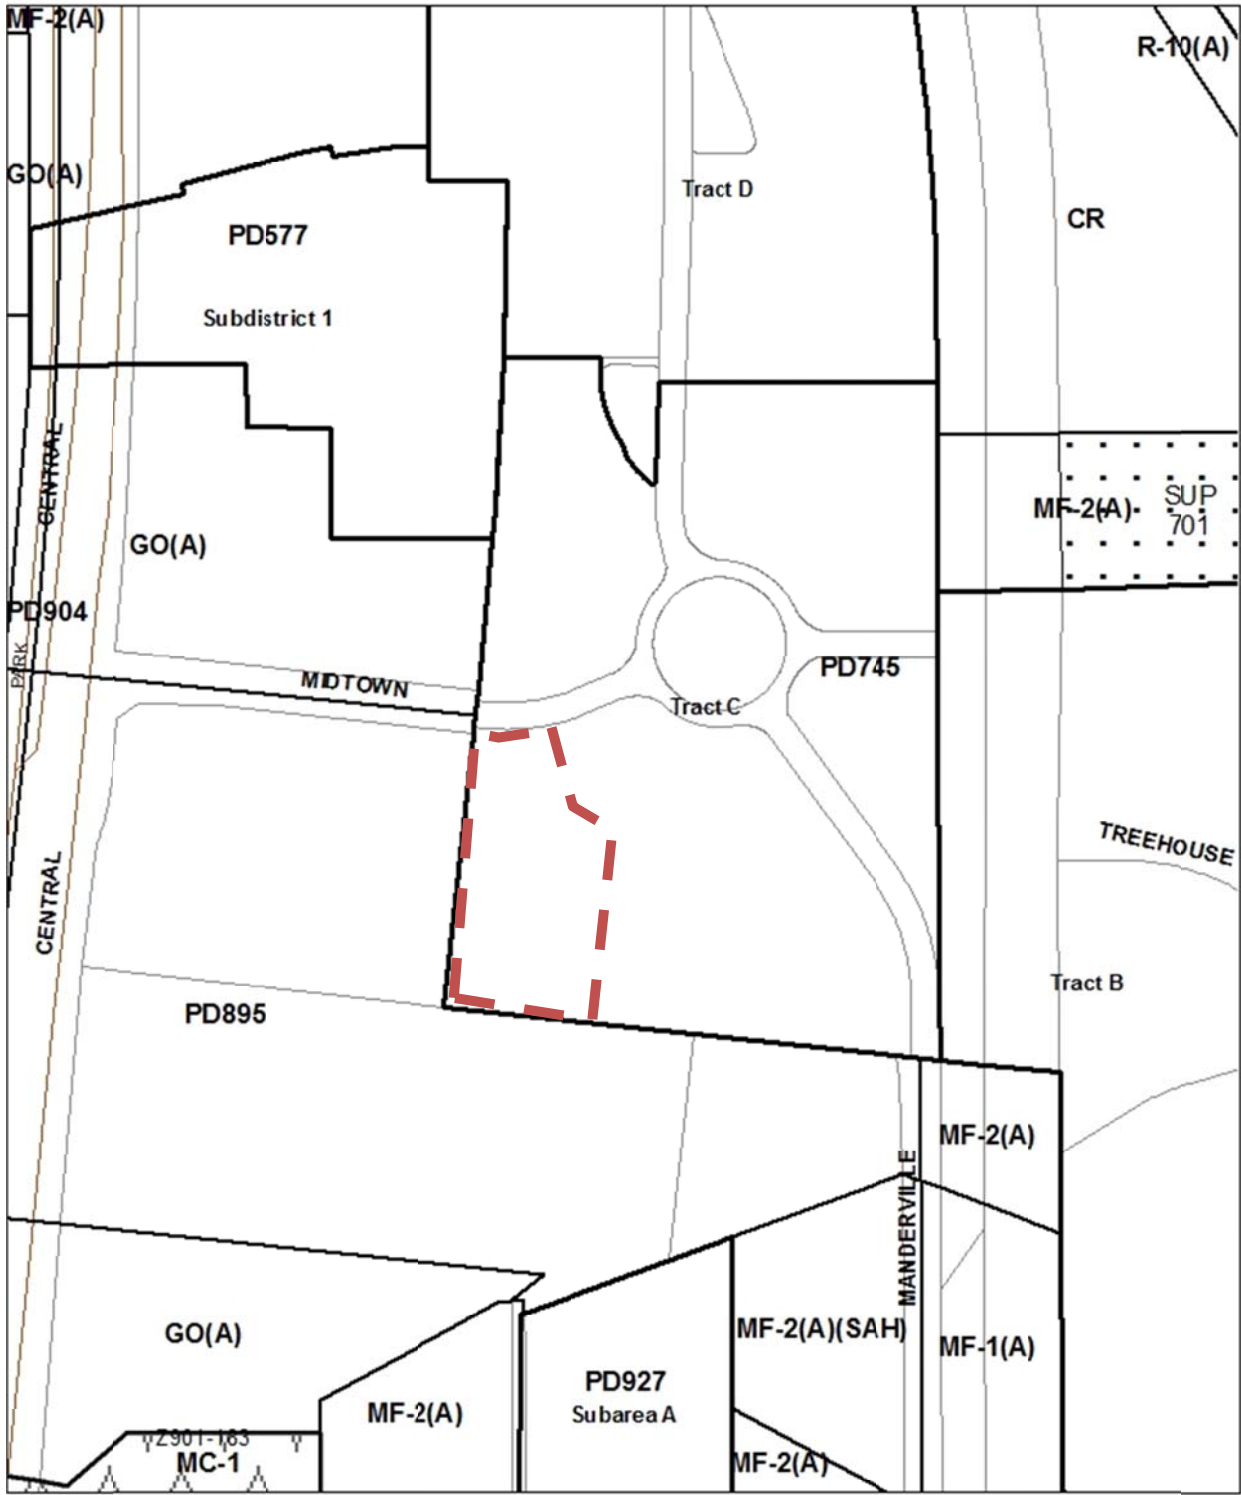 MF-2(A)
R-10(A)
GO(A)
Tract D
CR
PD577
Subdistrict 1
CENTRAL
MF-2(A)
SUP
701
GO(A)
PD904
PARK
MIDTOWN
PD745
Tract C
TREEHOUSE
CENTRAL
Tract B
PD895
MF-2(A)
MANDERVILLE
GO(A)
MF-2(A)(SAH)
MF-1(A)
PD927
Subarea A
MF-2(A)
Z901-163
MC-1
MF-2(A)